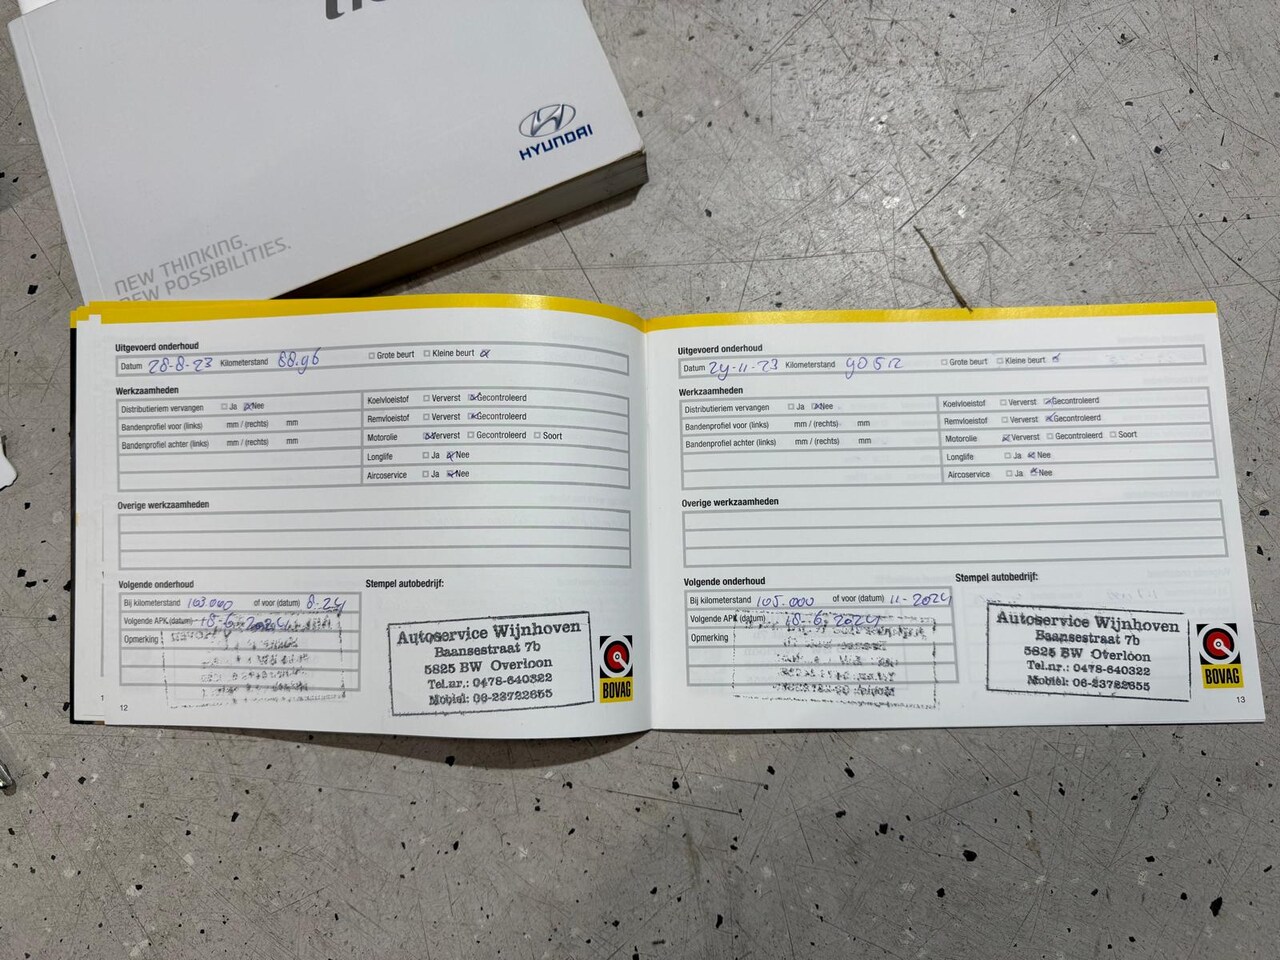 HYUNDAI
NEW THINKING.
NEW POSSIBILITIES.
Uitgevoerd onderhoud
Datum 28-8-23 Kilometerstand 88.96 Grote beurt Kleine beurt
Werkzaamheden
Distributieriem vervangen Ja Nee
Bandenprofiel voor (links) mm / (rechts) mm
Bandenprofiel achter (links) mm / (rechts) mm
Koelvloeistof Ververst Gecontroleerd
Remvloeistof Ververst Gecontroleerd
Motorolie Ververst Gecontroleerd Soort
Longlife Ja Nee
Aircoservice Ja Nee
Overige werkzaamheden
Volgende onderhoud
Bij kilometerstand 103.000 of voor (datum) 8-24
Volgende APK (datum) 18-6-2024
Opmerking
Stempel autobedrijf:
Autoservice Wijnhoven
Baansestraat 7b
5825 BW Overloon
Tel.nr.: 0478-640322
Mobiel: 06-23722655
BOVAG
12
Uitgevoerd onderhoud
Datum 24-11-23 Kilometerstand 90512 Grote beurt Kleine beurt
Werkzaamheden
Distributieriem vervangen Ja Nee
Bandenprofiel voor (links) mm / (rechts) mm
Bandenprofiel achter (links) mm / (rechts) mm
Koelvloeistof Ververst Gecontroleerd
Remvloeistof Ververst Gecontroleerd
Motorolie Ververst Gecontroleerd Soort
Longlife Ja Nee
Aircoservice Ja Nee
Overige werkzaamheden
Volgende onderhoud
Bij kilometerstand 105.000 of voor (datum) 11-2024
Volgende APK (datum) 18-6-2024
Opmerking
Stempel autobedrijf:
Autoservice Wijnhoven
Baansestraat 7b
5825 BW Overloon
Tel.nr.: 0478-640322
Mobiel: 06-23722655
BOVAG
13